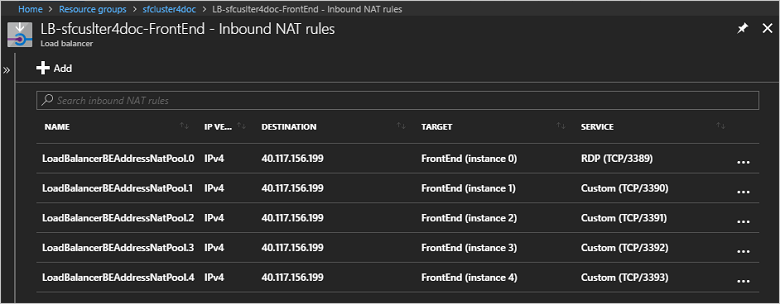 Home > Resource groups > sfcluster4doc > LB-sfcuslter4doc-FrontEnd - Inbound NAT rules
LB-sfcuslter4doc-FrontEnd - Inbound NAT rules
Load balancer
» + Add
Search inbound NAT rules
NAME IP VE... DESTINATION TARGET SERVICE
LoadBalancerBEAddressNatPool.0 IPv4 40.117.156.199 FrontEnd (instance 0) RDP (TCP/3389) ...
LoadBalancerBEAddressNatPool.1 IPv4 40.117.156.199 FrontEnd (instance 1) Custom (TCP/3390) ...
LoadBalancerBEAddressNatPool.2 IPv4 40.117.156.199 FrontEnd (instance 2) Custom (TCP/3391) ...
LoadBalancerBEAddressNatPool.3 IPv4 40.117.156.199 FrontEnd (instance 3) Custom (TCP/3392) ...
LoadBalancerBEAddressNatPool.4 IPv4 40.117.156.199 FrontEnd (instance 4) Custom (TCP/3393) ...